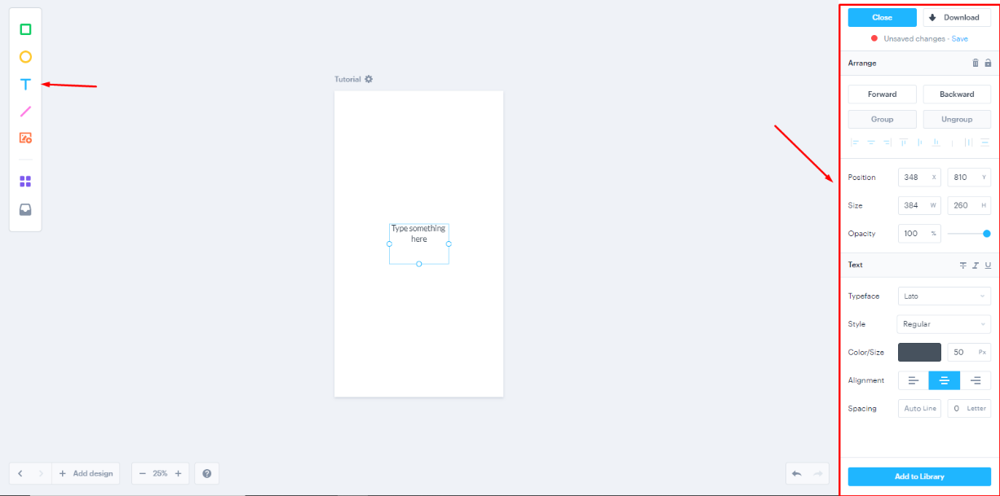 Close
Download
Unsaved changes - Save
Arrange
Forward
Backward
Group
Ungroup
Position 348 X 810 Y
Size 384 W 260 H
Opacity 100 %
Text T I U
Typeface Lato
Style Regular
Color/Size 50 Px
Alignment
Spacing Auto Line 0 Letter
Add to Library
T
Tutorial
Type something
here
+ Add design
− 25% +
?